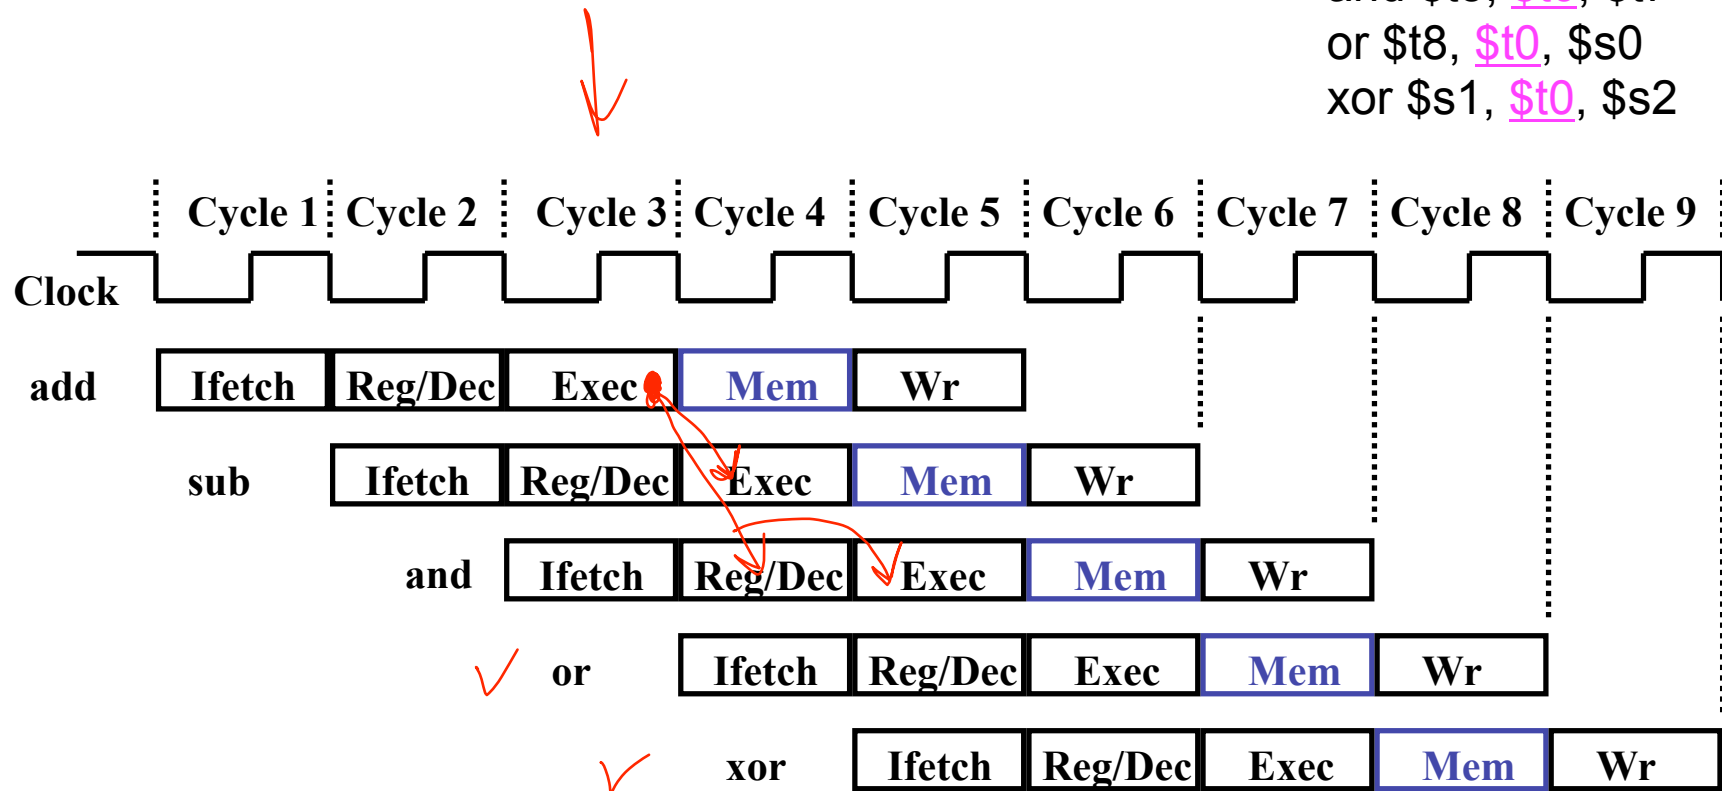 or $t8, $t0, $s0
xor $s1, $t0, $s2
Cycle 1 Cycle 2 Cycle 3 Cycle 4 Cycle 5 Cycle 6 Cycle 7 Cycle 8 Cycle 9
Clock
add Ifetch Reg/Dec Exec Mem Wr
sub Ifetch Reg/Dec Exec Mem Wr
and Ifetch Reg/Dec Exec Mem Wr
or Ifetch Reg/Dec Exec Mem Wr
xor Ifetch Reg/Dec Exec Mem Wr